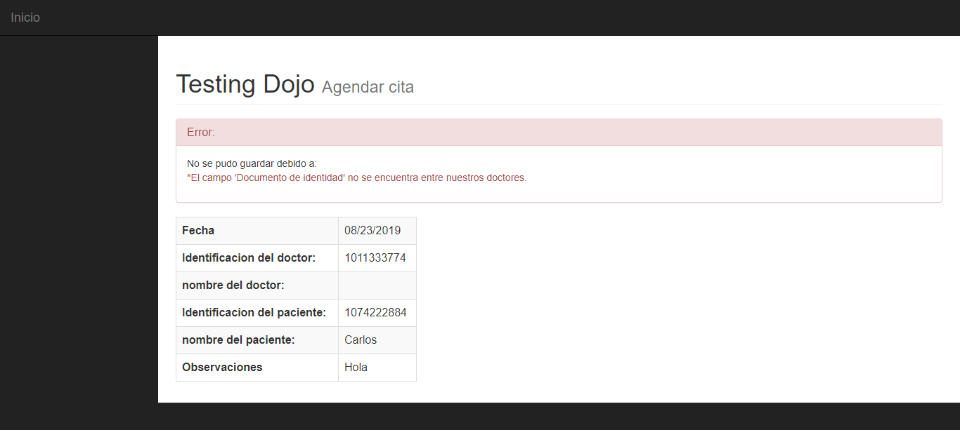 Inicio
Testing Dojo Agendar cita
Error:
No se pudo guardar debido a:
*El campo 'Documento de identidad' no se encuentra entre nuestros doctores.
Fecha 08/23/2019
Identificacion del doctor: 1011333774
nombre del doctor:
Identificacion del paciente: 1074222884
nombre del paciente: Carlos
Observaciones Hola